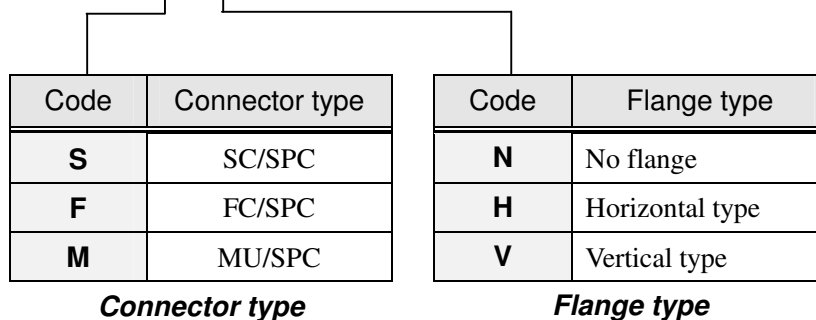 Code Connector type
S SC/SPC
F FC/SPC
M MU/SPC
Connector type
Code Flange type
N No flange
H Horizontal type
V Vertical type
Flange type